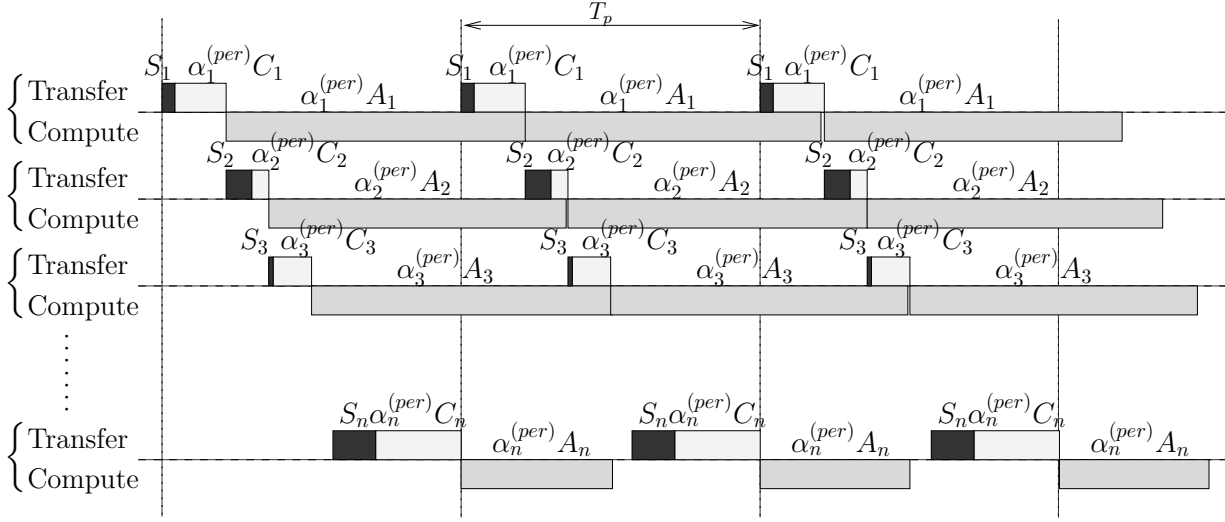 T_p
S_1 α_1^{(per)}C_1 S_1 α_1^{(per)}C_1 S_1 α_1^{(per)}C_1
Transfer α_1^{(per)}A_1 α_1^{(per)}A_1 α_1^{(per)}A_1
Compute
S_2 α_2^{(per)}C_2 S_2 α_2^{(per)}C_2 S_2 α_2^{(per)}C_2
Transfer α_2^{(per)}A_2 α_2^{(per)}A_2 α_2^{(per)}A_2
Compute
S_3 α_3^{(per)}C_3 S_3 α_3^{(per)}C_3 S_3 α_3^{(per)}C_3
Transfer α_3^{(per)}A_3 α_3^{(per)}A_3 α_3^{(per)}A_3
Compute
S_n α_n^{(per)}C_n S_n α_n^{(per)}C_n S_n α_n^{(per)}C_n
Transfer α_n^{(per)}A_n α_n^{(per)}A_n α_n^{(per)}A_n
Compute